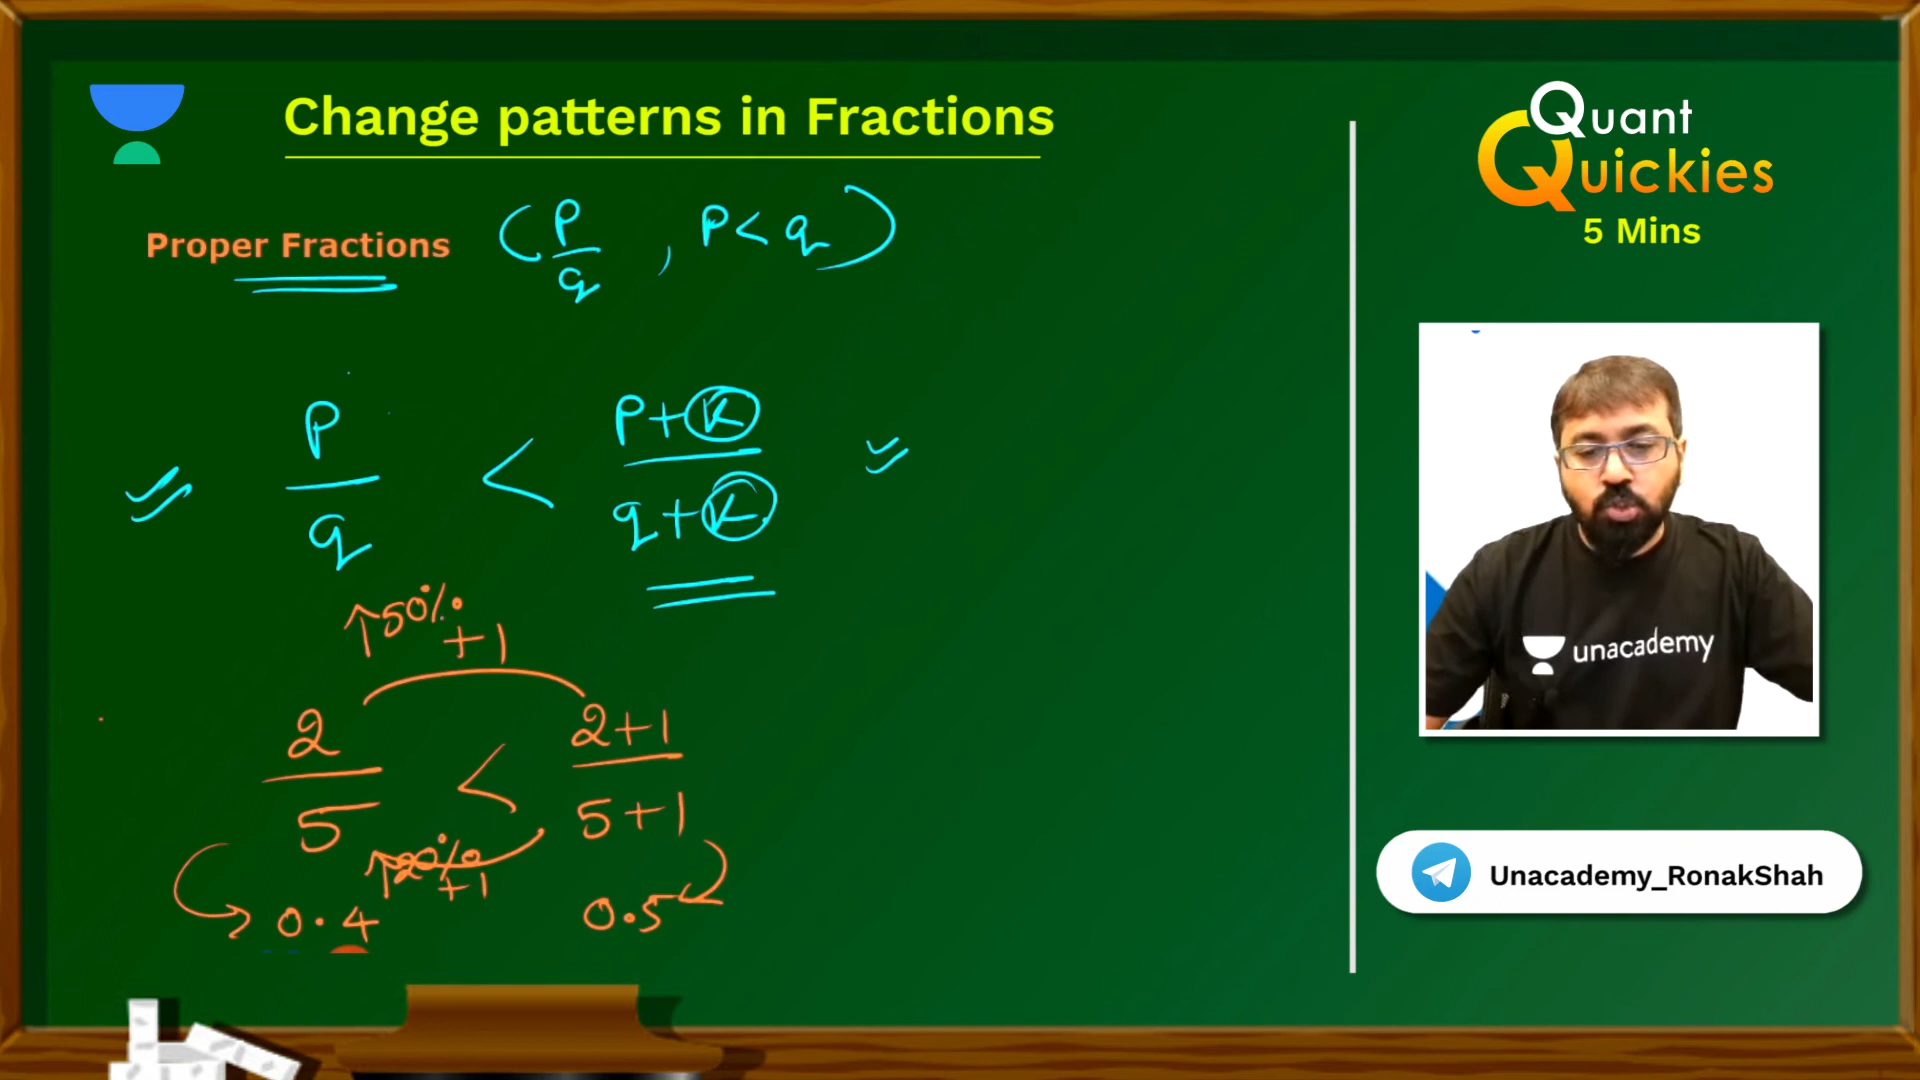 Change patterns in Fractions
Proper Fractions (p/q , p<q)
p/q < p+k/q+k
↑50%
+1
2/5 < 2+1/5+1
↑20%
+1
0.4 0.5
Quant
Quickies
5 Mins
unacademy
Unacademy_RonakShah